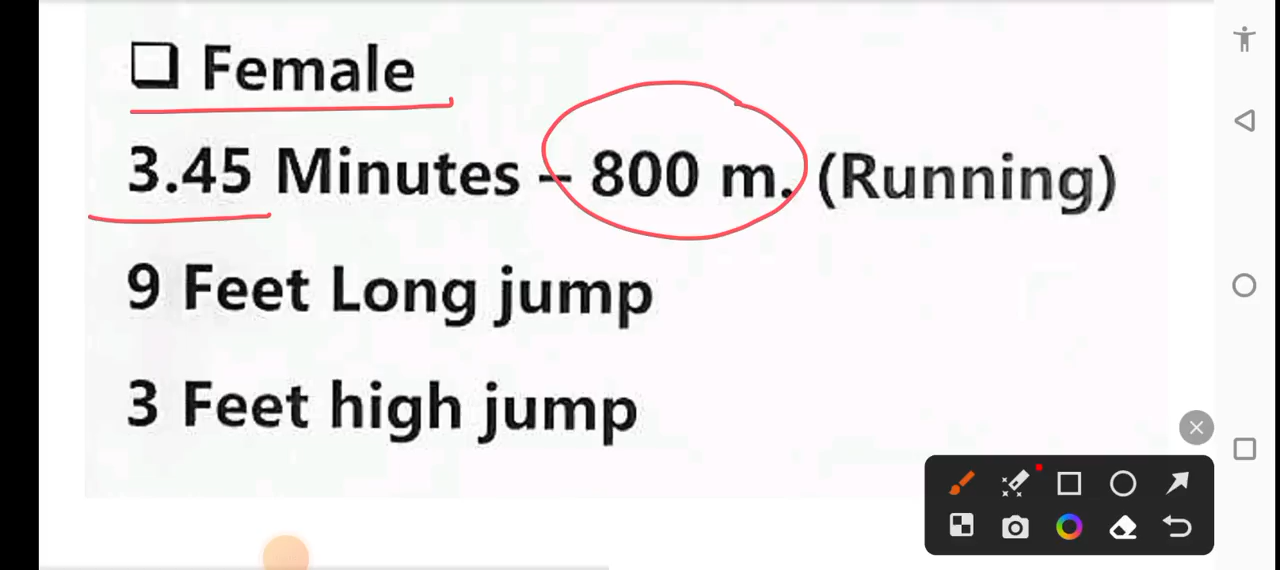 ❑ Female
3.45 Minutes – 800 m. (Running)
9 Feet Long jump
3 Feet high jump